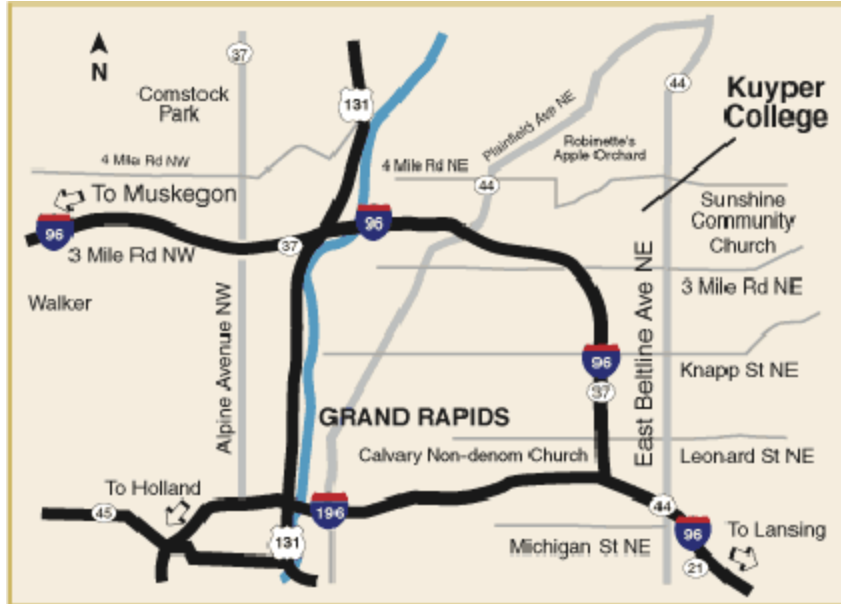 37
44
N
Comstock
Park
131
Plainfield Ave NE
Kuyper
College
Robinette's
Apple Orchard
4 Mile Rd NW
4 Mile Rd NE
44
To Muskegon
Sunshine
Community
Church
96
96
37
3 Mile Rd NW
3 Mile Rd NE
Walker
Alpine Avenue NW
East Beltline Ave NE
96
37
Knapp St NE
GRAND RAPIDS
Calvary Non-denom Church
Leonard St NE
To Holland
45
196
44
131
Michigan St NE
96
To Lansing
21